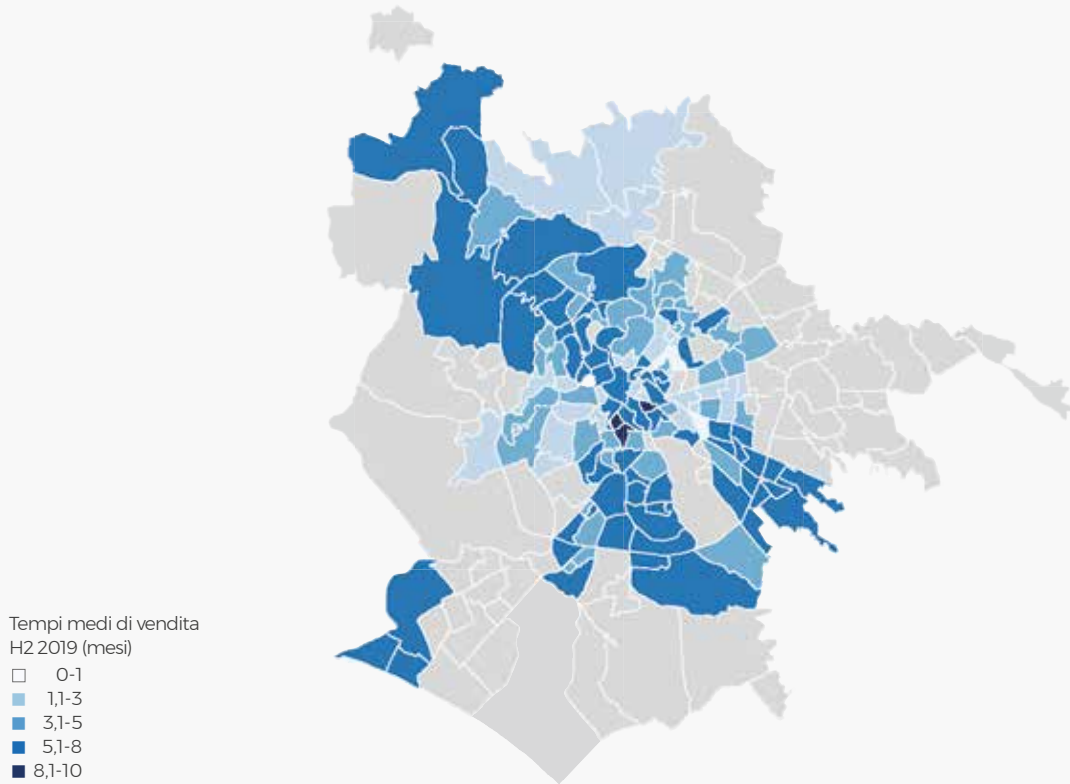 Tempi medi di vendita
H2 2019 (mesi)
0-1
1,1-3
3,1-5
5,1-8
8,1-10